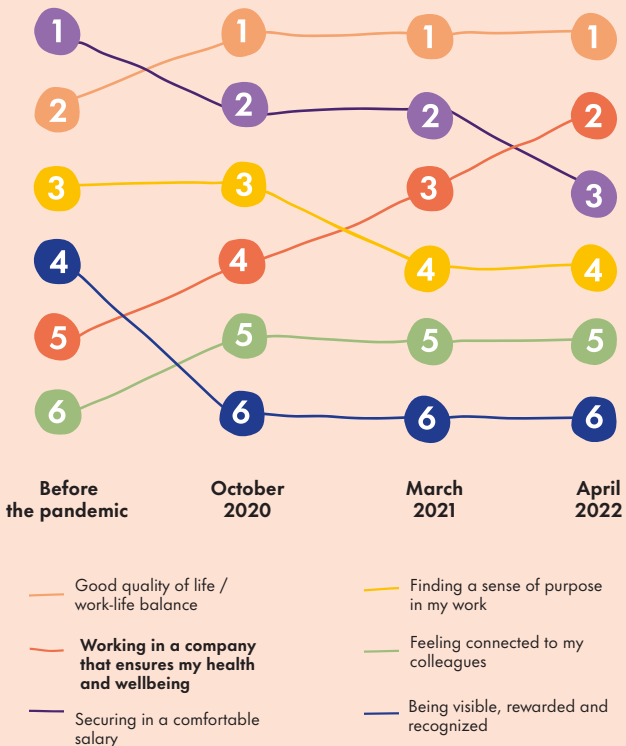 1
1
1
1
2
2
2
2
3
3
3
3
4
4
4
4
5
5
5
5
6
6
6
6
Before
the pandemic
October
2020
March
2021
April
2022
Good quality of life /
work-life balance
Working in a company
that ensures my health
and wellbeing
Securing in a comfortable
salary
Finding a sense of purpose
in my work
Feeling connected to my
colleagues
Being visible, rewarded and
recognized